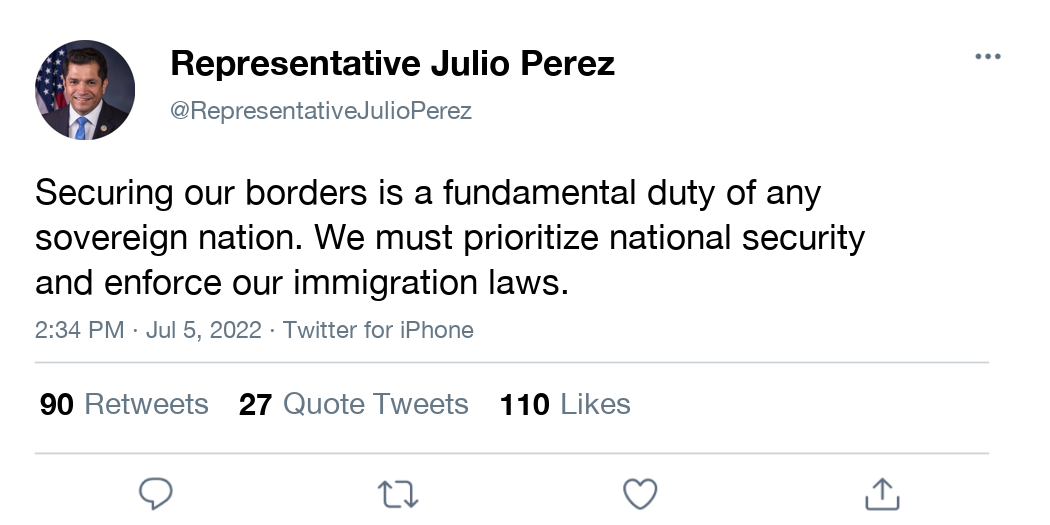 Representative Julio Perez
@RepresentativeJulioPerez
Securing our borders is a fundamental duty of any
sovereign nation. We must prioritize national security
and enforce our immigration laws.
2:34 PM · Jul 5, 2022 · Twitter for iPhone
90 Retweets 27 Quote Tweets 110 Likes